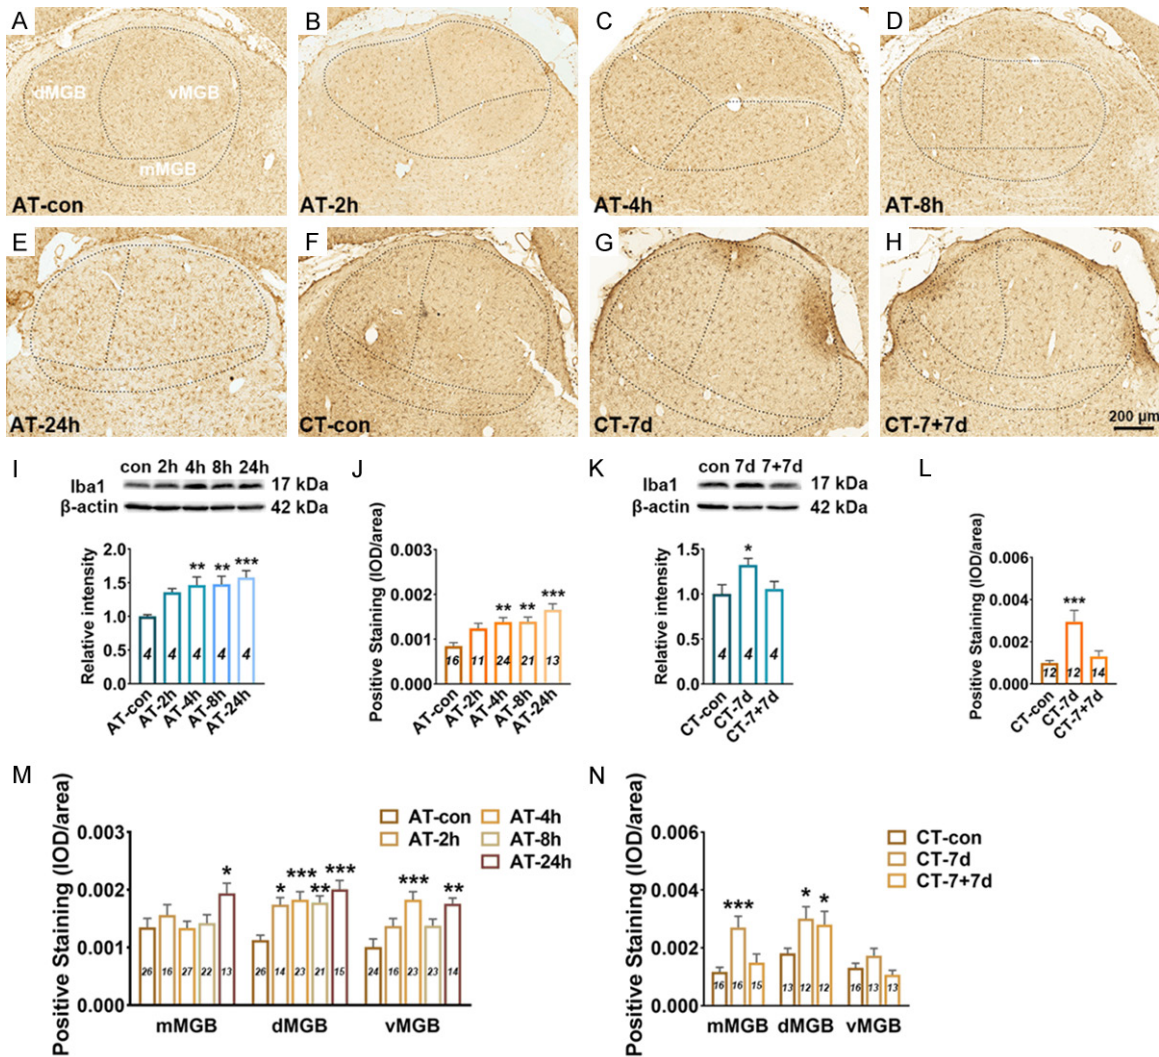 A
B
C
D
dMGB
vMGB
mMGB
AT-con
AT-2h
AT-4h
AT-8h
E
F
G
H
AT-24h
CT-con
CT-7d
CT-7+7d
200 μm
I
con 2h 4h 8h 24h
Iba1
17 kDa
β-actin
42 kDa
Relative intensity
2.0
1.5
1.0
0.5
0.0
** ** ***
4 4 4 4 4
AT-con AT-2h AT-4h AT-8h AT-24h
J
Positive Staining (IOD/area)
0.003
0.002
0.001
0.000
** ** ***
16 11 24 21 13
AT-con AT-2h AT-4h AT-8h AT-24h
K
con 7d 7+7d
Iba1
17 kDa
β-actin
42 kDa
Relative intensity
1.5
1.0
0.5
0.0
*
4 4 4
CT-con CT-7d CT-7+7d
L
Positive Staining (IOD/area)
0.006
0.004
0.002
0.000
***
12 12 14
CT-con CT-7d CT-7+7d
M
Positive Staining (IOD/area)
0.003
0.002
0.001
0.000
AT-con AT-4h
AT-2h AT-8h
AT-24h
* * *** ** *** *** **
26 16 27 22 13 26 14 23 21 15 24 16 23 23 14
mMGB dMGB vMGB
N
Positive Staining (IOD/area)
0.006
0.004
0.002
0.000
CT-con
CT-7d
CT-7+7d
*** * *
16 16 15 13 12 12 16 13 13
mMGB dMGB vMGB